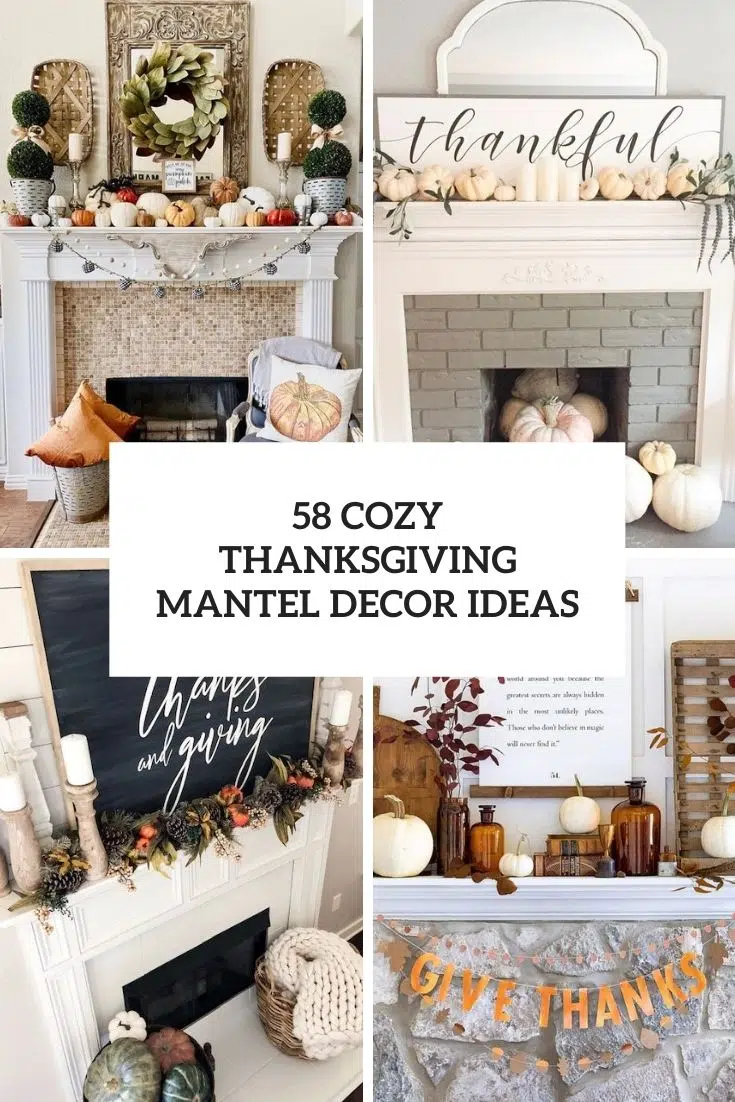 thankful
58 COZY
THANKSGIVING
MANTEL DECOR IDEAS
thanks
and giving
world around you because the
greatest secrets are always hidden
in the most unlikely places.
Those who don't believe in magic
will never find it."
GIVE THANKS